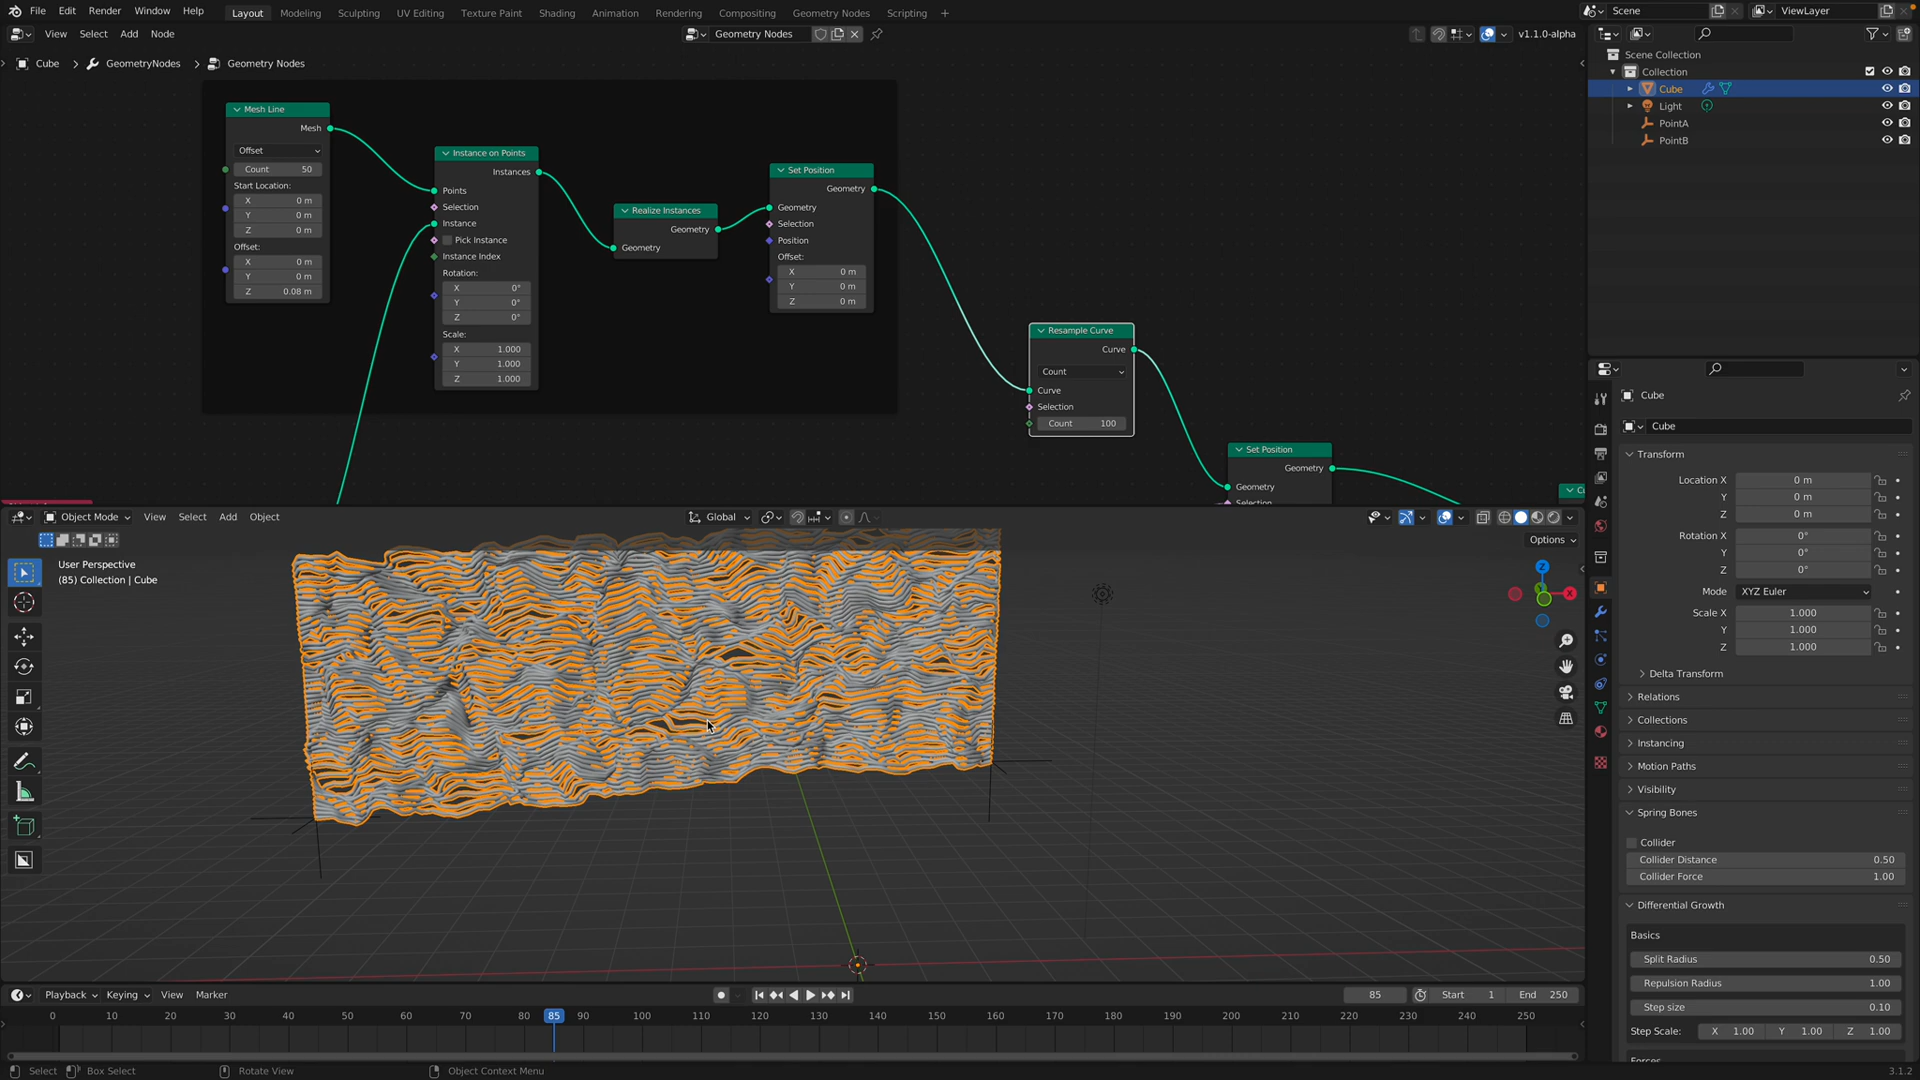 File Edit Render Window Help Layout Modeling Sculpting UV Editing Texture Paint Shading Animation Rendering Compositing Geometry Nodes Scripting + Scene ViewLayer
View Select Add Node Geometry Nodes v1.1.0-alpha
Cube > GeometryNodes > Geometry Nodes
Mesh Line
Mesh
Offset
Count 50
Start Location:
X 0 m
Y 0 m
Z 0 m
Offset:
X 0 m
Y 0 m
Z 0.08 m
Instance on Points
Instances
Points
Selection
Instance
Pick Instance
Instance Index
Rotation:
X 0°
Y 0°
Z 0°
Scale:
X 1.000
Y 1.000
Z 1.000
Realize Instances
Geometry
Geometry
Set Position
Geometry
Geometry
Selection
Position
Offset:
X 0 m
Y 0 m
Z 0 m
Resample Curve
Curve
Count
Curve
Selection
Count 100
Set Position
Geometry
Geometry
Selection
Scene Collection
Collection
Cube
Light
PointA
PointB
Cube
Cube
Transform
Location X 0 m
Y 0 m
Z 0 m
Rotation X 0°
Y 0°
Z 0°
Mode XYZ Euler
Scale X 1.000
Y 1.000
Z 1.000
Delta Transform
Relations
Collections
Instancing
Motion Paths
Visibility
Spring Bones
Collider
Collider Distance 0.50
Collider Force 1.00
Differential Growth
Basics
Split Radius 0.50
Repulsion Radius 1.00
Step size 0.10
Step Scale: X 1.00 Y 1.00 Z 1.00
Object Mode View Select Add Object Global
Options
User Perspective
(85) Collection | Cube
Z
X
Playback Keying View Marker 85 Start 1 End 250
0 10 20 30 40 50 60 70 80 85 90 100 110 120 130 140 150 160 170 180 190 200 210 220 230 240 250
Select Box Select Rotate View Object Context Menu 3.1.2